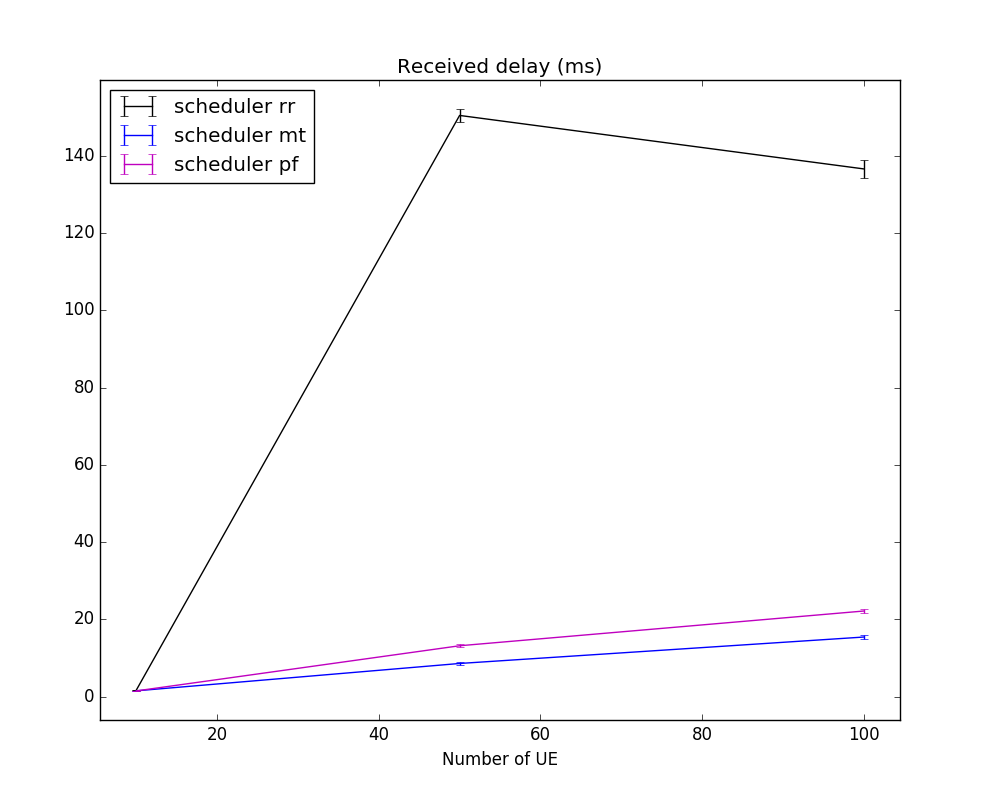 Received delay (ms)
scheduler rr
scheduler mt
scheduler pf
140
120
100
80
60
40
20
0
20 40 60 80 100
Number of UE